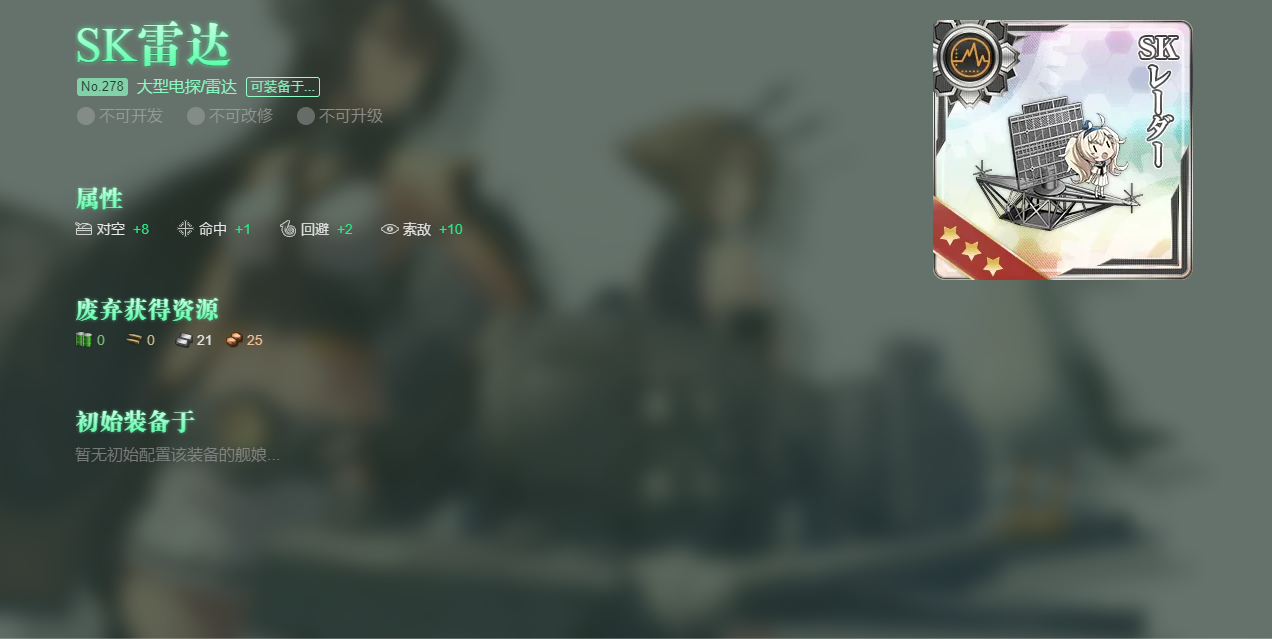 SK雷达
No.278 大型电探/雷达 可装备于...
不可开发 不可改修 不可升级
属性
对空 +8 命中 +1 回避 +2 索敌 +10
废弃获得资源
0 0 21 25
初始装备于
暂无初始配置该装备的舰娘...
SKレーダー